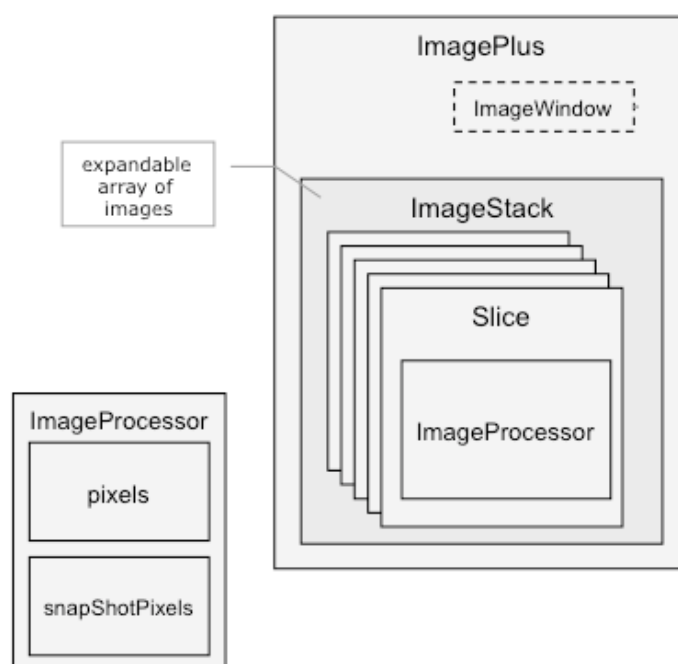 ImagePlus
ImageWindow
expandable
array of
images
ImageStack
Slice
ImageProcessor
ImageProcessor
pixels
snapShotPixels